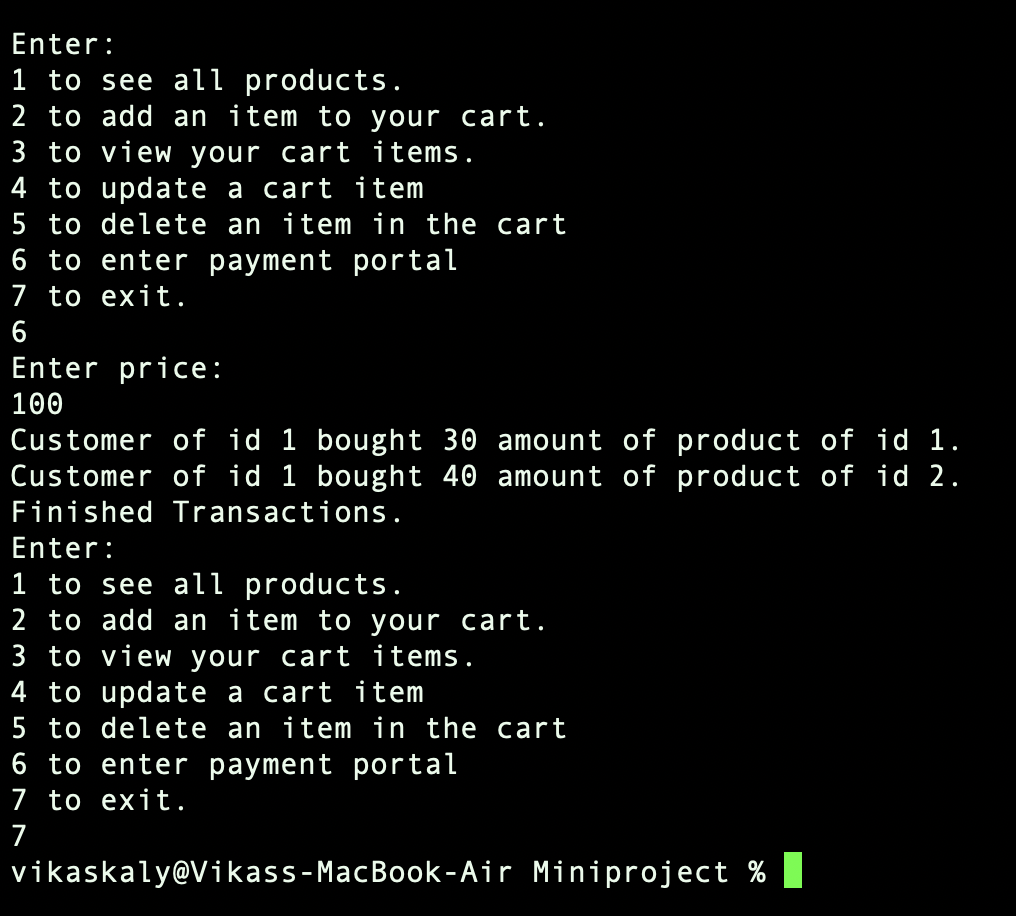 Enter:
1 to see all products.
2 to add an item to your cart.
3 to view your cart items.
4 to update a cart item
5 to delete an item in the cart
6 to enter payment portal
7 to exit.
6
Enter price:
100
Customer of id 1 bought 30 amount of product of id 1.
Customer of id 1 bought 40 amount of product of id 2.
Finished Transactions.
Enter:
1 to see all products.
2 to add an item to your cart.
3 to view your cart items.
4 to update a cart item
5 to delete an item in the cart
6 to enter payment portal
7 to exit.
7
vikaskaly@Vikass-MacBook-Air Miniproject %